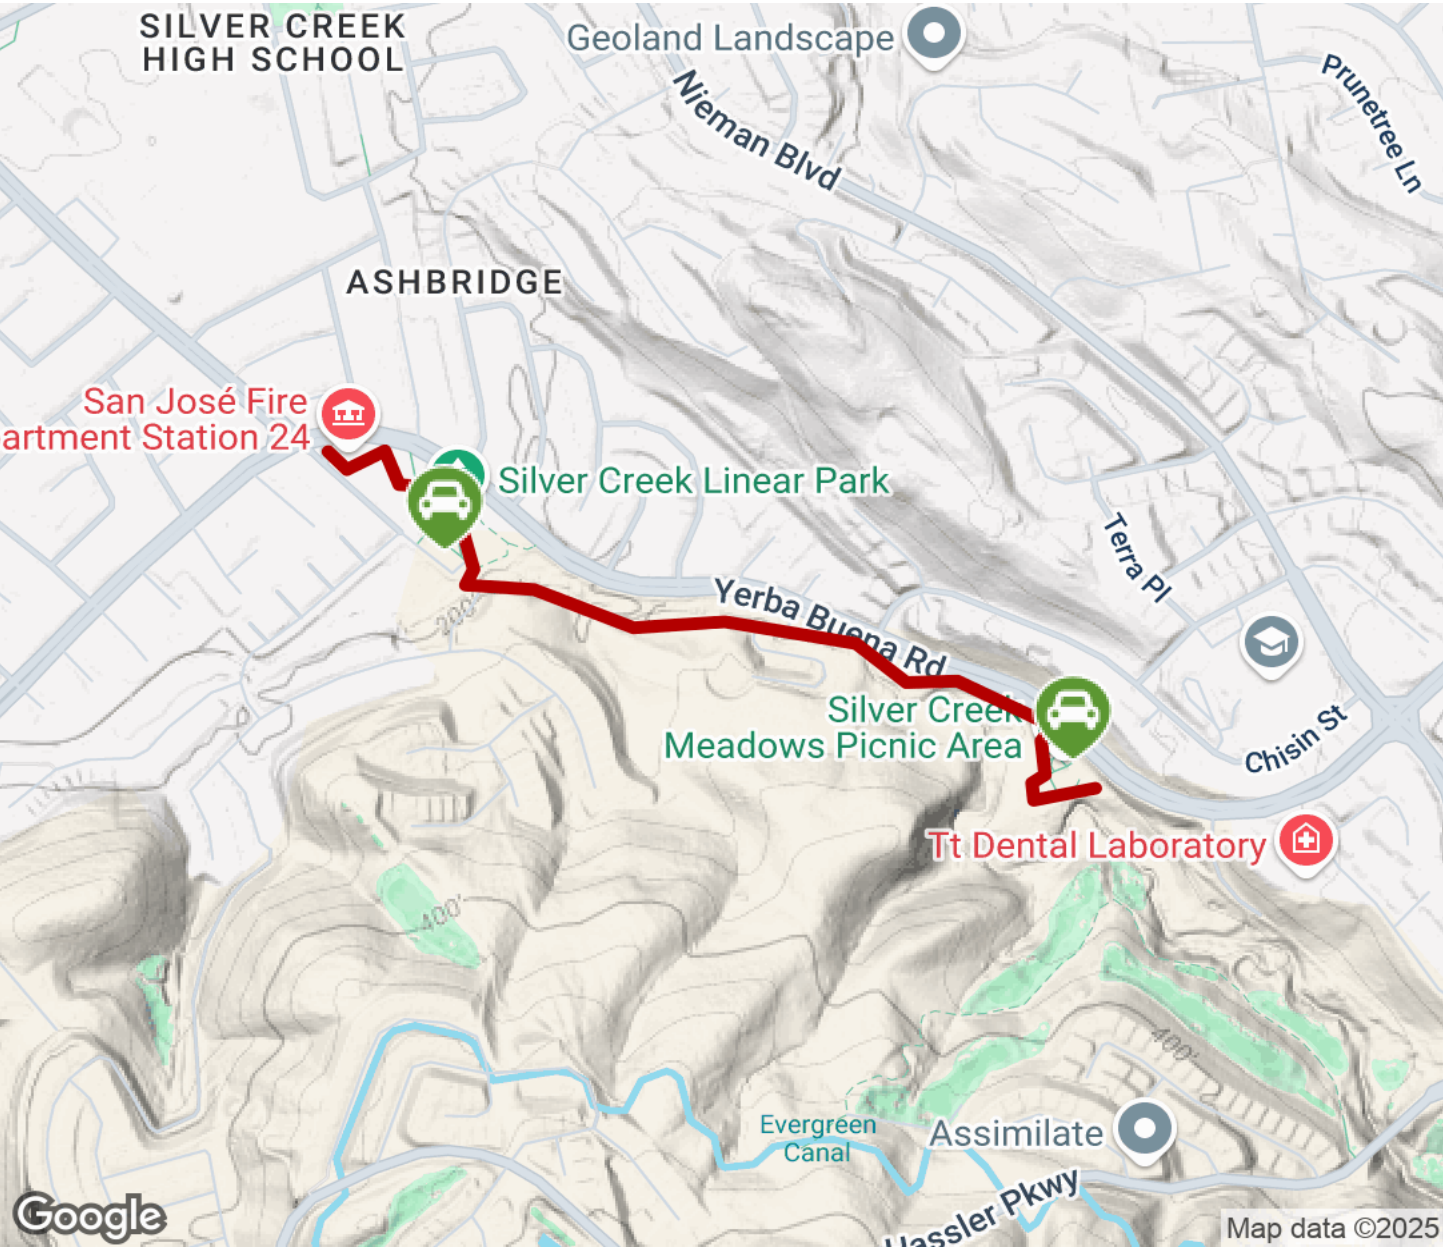 SILVER CREEK
HIGH SCHOOL
Geoland Landscape
Nieman Blvd
Prunetree Ln
ASHBRIDGE
San José Fire
artment Station 24
Silver Creek Linear Park
Terra Pl
Yerba Buena Rd
200'
Silver Creek
Meadows Picnic Area
Chisin St
Tt Dental Laboratory
400'
400'
Evergreen
Canal
Assimilate
Hassler Pkwy
Google
Map data ©2025